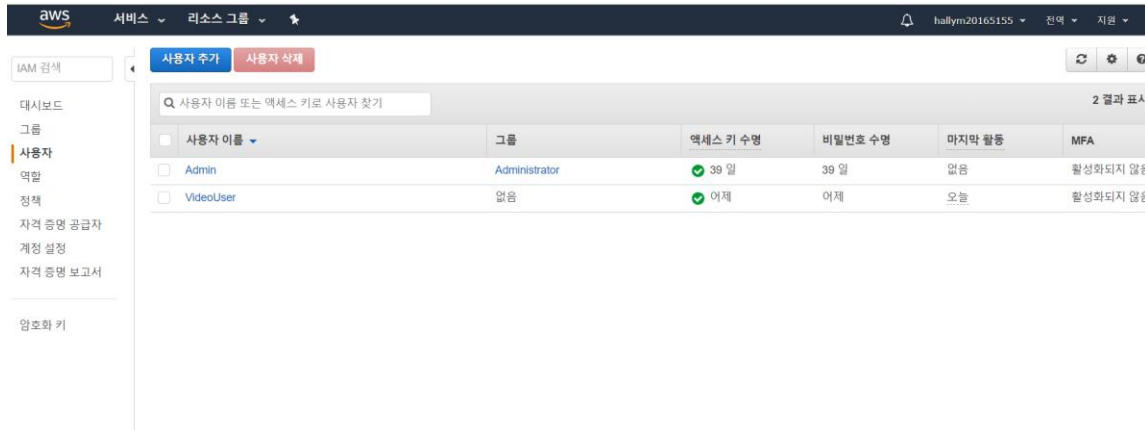 aws 서비스 리소스 그룹 hallym20165155 전역 지원
사용자 추가 사용자 삭제
IAM 검색
사용자 이름 또는 액세스 키로 사용자 찾기 2 결과 표시
대시보드
그룹
사용자
역할
정책
자격 증명 공급자
계정 설정
자격 증명 보고서
암호화 키
사용자 이름 그룹 액세스 키 수명 비밀번호 수명 마지막 활동 MFA
Admin Administrator 39 일 39 일 없음 활성화되지 않음
VideoUser 없음 어제 어제 오늘 활성화되지 않음